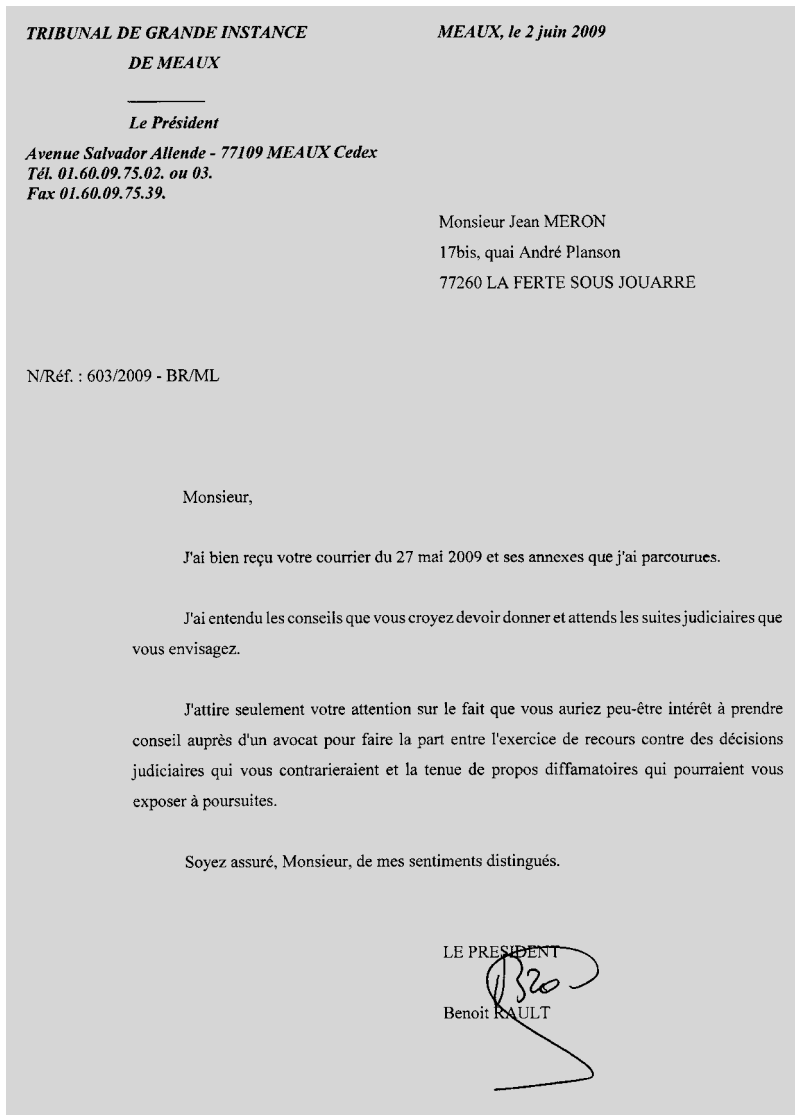 TRIBUNAL DE GRANDE INSTANCE
DE MEAUX
Le Président
Avenue Salvador Allende - 77109 MEAUX Cedex
Tél. 01.60.09.75.02. ou 03.
Fax 01.60.09.75.39.
MEAUX, le 2 juin 2009
Monsieur Jean MERON
17bis, quai André Planson
77260 LA FERTE SOUS JOUARRE
N/Réf. : 603/2009 - BR/ML
Monsieur,
J'ai bien reçu votre courrier du 27 mai 2009 et ses annexes que j'ai parcourues.
J'ai entendu les conseils que vous croyez devoir donner et attends les suites judiciaires que
vous envisagez.
J'attire seulement votre attention sur le fait que vous auriez peu-être intérêt à prendre
conseil auprès d'un avocat pour faire la part entre l'exercice de recours contre des décisions
judiciaires qui vous contrarieraient et la tenue de propos diffamatoires qui pourraient vous
exposer à poursuites.
Soyez assuré, Monsieur, de mes sentiments distingués.
LE PRESIDENT
Benoit RAULT